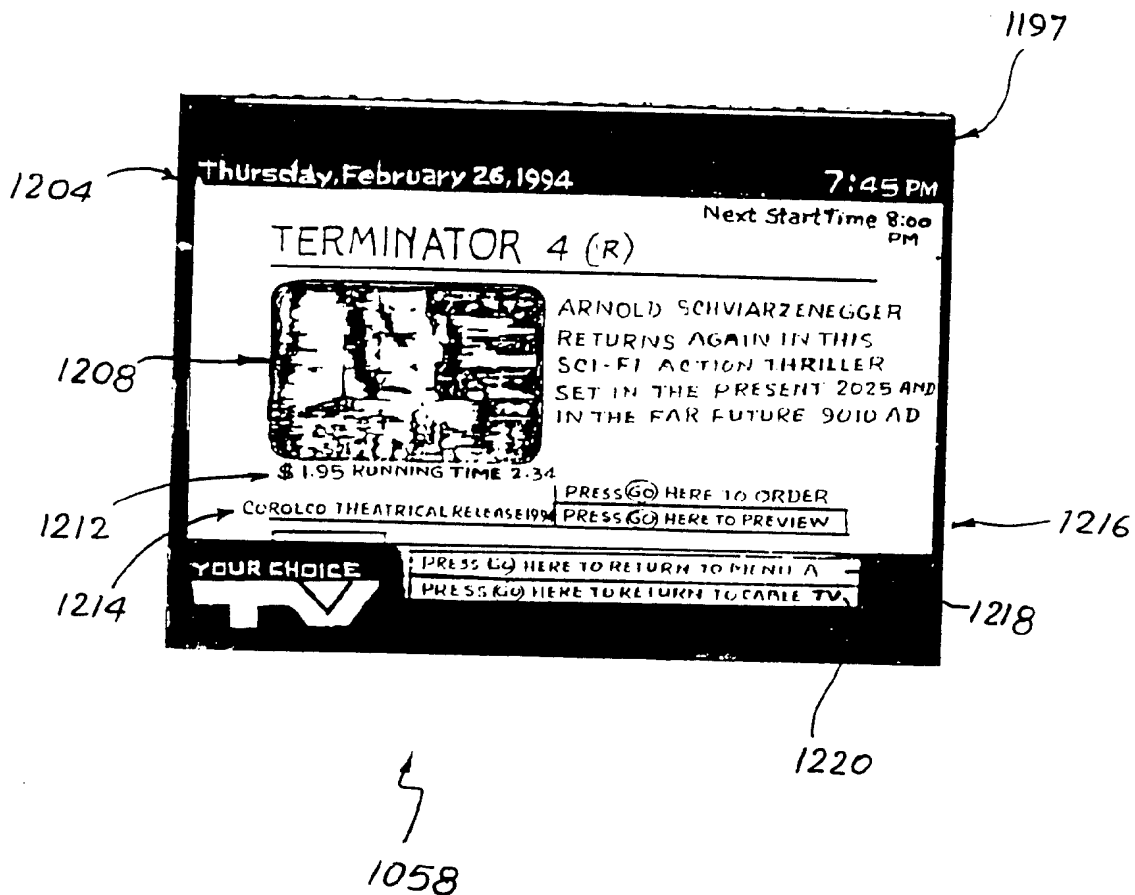 1197
1204
Thursday, February 26, 1994 7:45 PM
Next Start Time 8:00
PM
TERMINATOR 4 (R)
1208
ARNOLD SCHVIARZENEGGER
RETURNS AGAIN IN THIS
SCI-FI ACTION THRILLER
SET IN THE PRESENT 2025 AND
IN THE FAR FUTURE 9010 AD
$ 1.95 RUNNING TIME 2.34
1212
COROLCO THEATRICAL RELEASE 1994
1214
PRESS GO HERE TO ORDER
PRESS GO HERE TO PREVIEW
1216
YOUR CHOICE
TV
PRESS GO HERE TO RETURN TO MENU A
PRESS GO HERE TO RETURN TO CABLE TV
1218
1220
1058